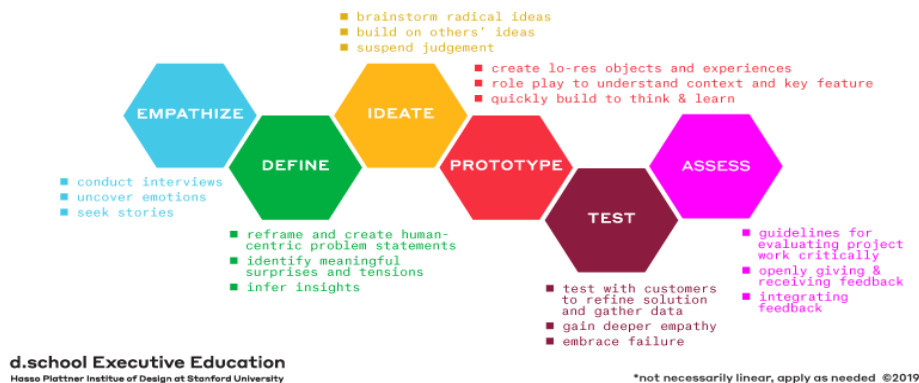 brainstorm radical ideas
build on others' ideas
suspend judgement
create lo-res objects and experiences
role play to understand context and key feature
quickly build to think & learn
EMPATHIZE
IDEATE
DEFINE
PROTOTYPE
ASSESS
TEST
conduct interviews
uncover emotions
seek stories
reframe and create human-
centric problem statements
identify meaningful
surprises and tensions
infer insights
guidelines for
evaluating project
work critically
openly giving &
receiving feedback
integrating
feedback
test with customers
to refine solution
and gather data
gain deeper empathy
embrace failure
d.school Executive Education
Hasso Plattner Institue of Design at Stanford University
*not necessarily linear, apply as needed ©2019